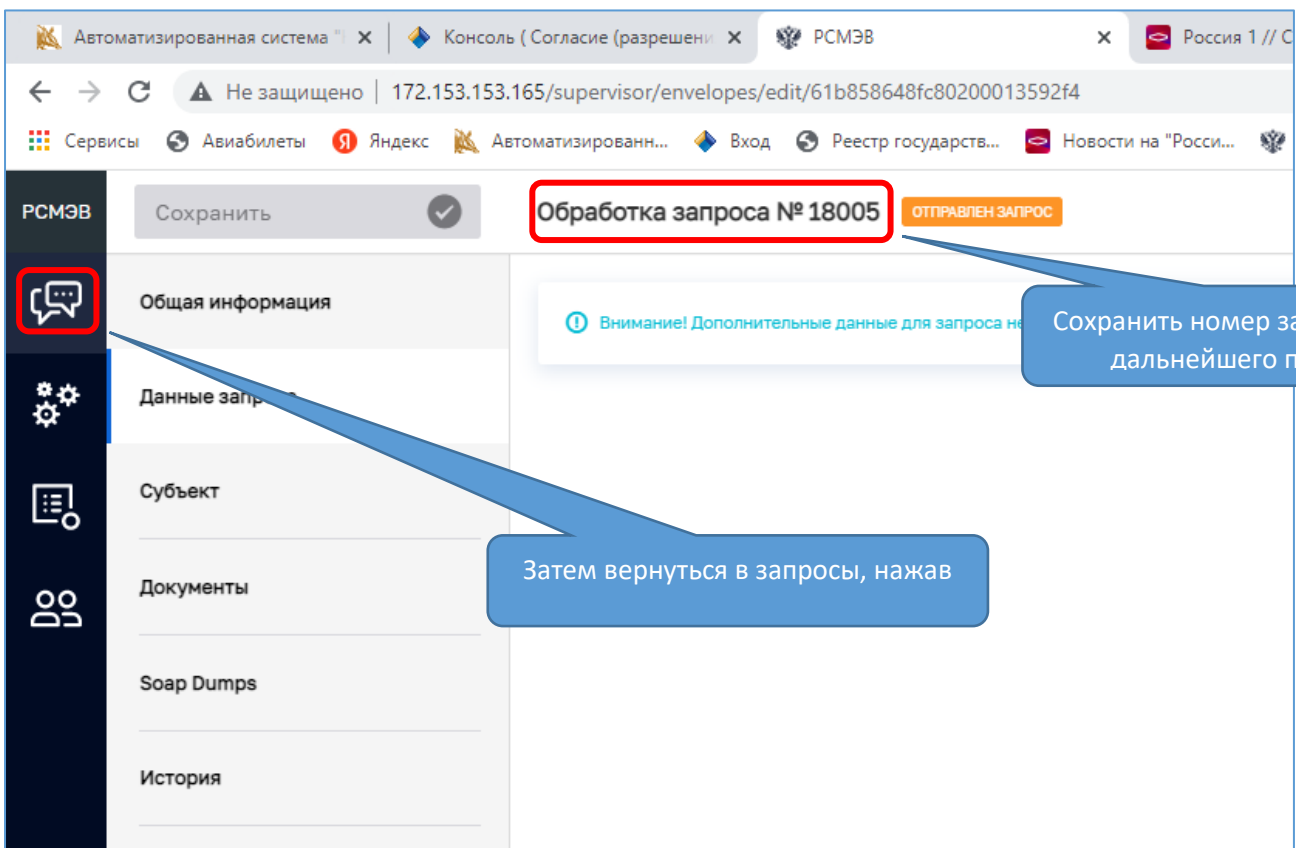 Автоматизированная система "
Консоль ( Согласие (разрешени
РСМЭВ
Россия 1 // С
Не защищено | 172.153.153.165/supervisor/envelopes/edit/61b858648fc80200013592f4
Сервисы Авиабилеты Яндекс Автоматизированн... Вход Реестр государств... Новости на "Росси...
РСМЭВ
Сохранить
Обработка запроса № 18005
ОТПРАВЛЕН ЗАПРОС
Общая информация
Внимание! Дополнительные данные для запроса не
Сохранить номер за
дальнейшего п
Данные запр
Субъект
Затем вернуться в запросы, нажав
Документы
Soap Dumps
История